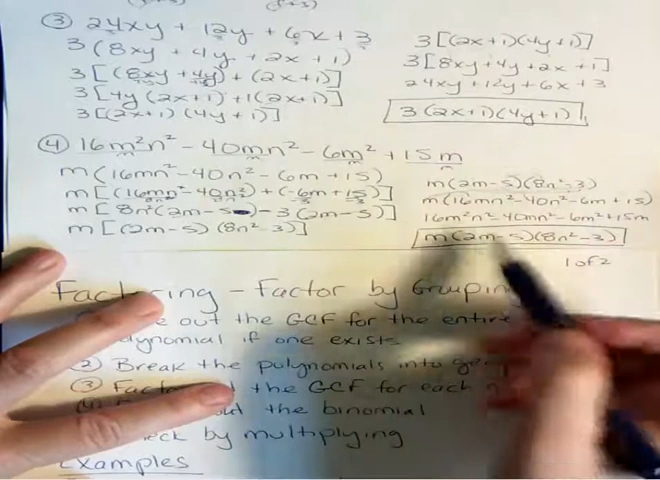 ③ 24xy + 12y + 6x + 3
3(8xy + 4y + 2x + 1)
3[(8xy + 4y) + (2x + 1)]
3[4y(2x+1) + 1(2x+1)]
3[(2x+1)(4y+1)]
3[(2x+1)(4y+1)]
3[8xy + 4y + 2x + 1]
24xy + 12y + 6x + 3
3(2x+1)(4y+1)
④ 16m²n² - 40mn² - 6m² + 15m
m(16mn² - 40n² - 6m + 15)
m[(16mn² - 40n²) + (-6m + 15)]
m[8n²(2m - 5) - 3(2m - 5)]
m[(2m - 5)(8n² - 3)]
m(2m - 5)(8n² - 3)
m(16mn² - 40n² - 6m + 15)
16m²n² - 40mn² - 6m² + 15m
m(2m - 5)(8n² - 3)
1 of 2
Factoring - Factor by Grouping
out the GCF for the entire
if one exists
② Break the polynomials into
③ the GCF for each
the binomial
by multiplying
Examples